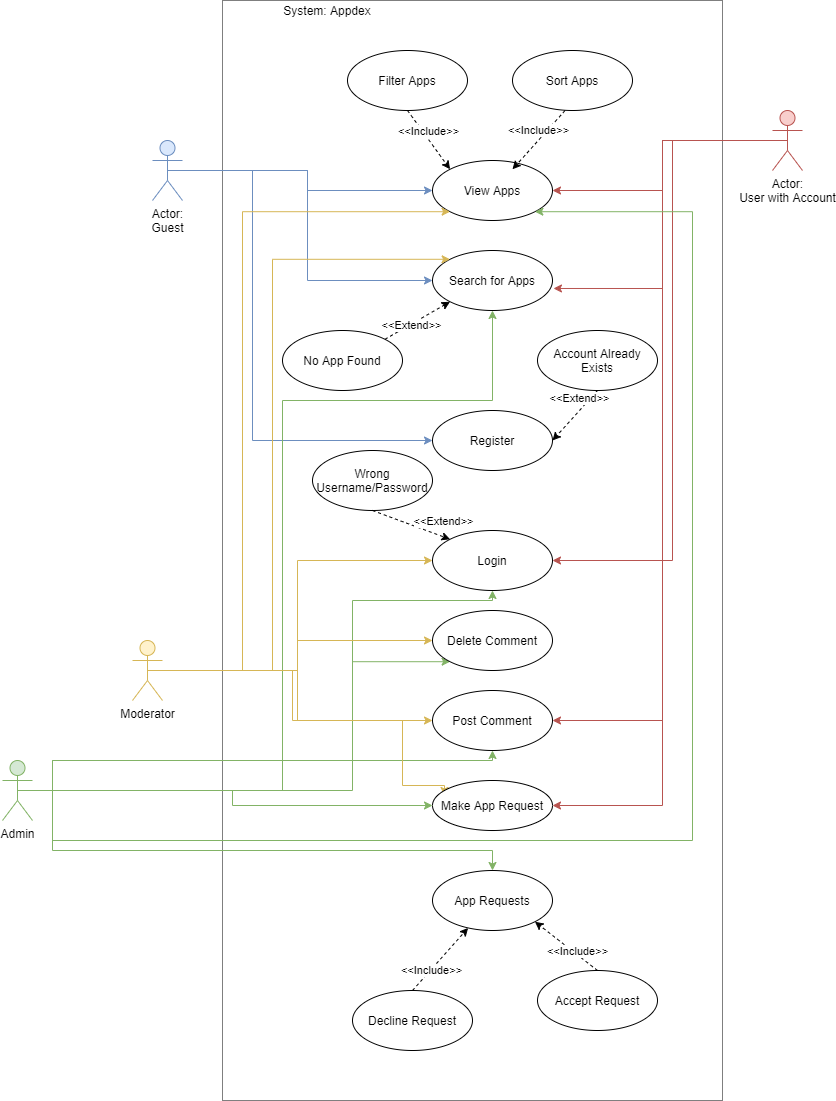 System: Appdex
Filter Apps
Sort Apps
<<Include>>
<<Include>>
View Apps
Actor:
Guest
Actor:
User with Account
Search for Apps
<<Extend>>
No App Found
Account Already
Exists
<<Extend>>
Register
Wrong
Username/Password
<<Extend>>
Login
Delete Comment
Moderator
Post Comment
Make App Request
Admin
App Requests
<<Include>>
<<Include>>
Accept Request
Decline Request